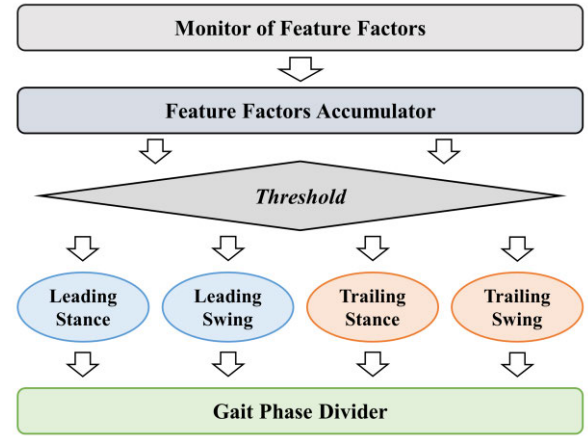 Monitor of Feature Factors
Feature Factors Accumulator
Threshold
Leading
Stance
Leading
Swing
Trailing
Stance
Trailing
Swing
Gait Phase Divider